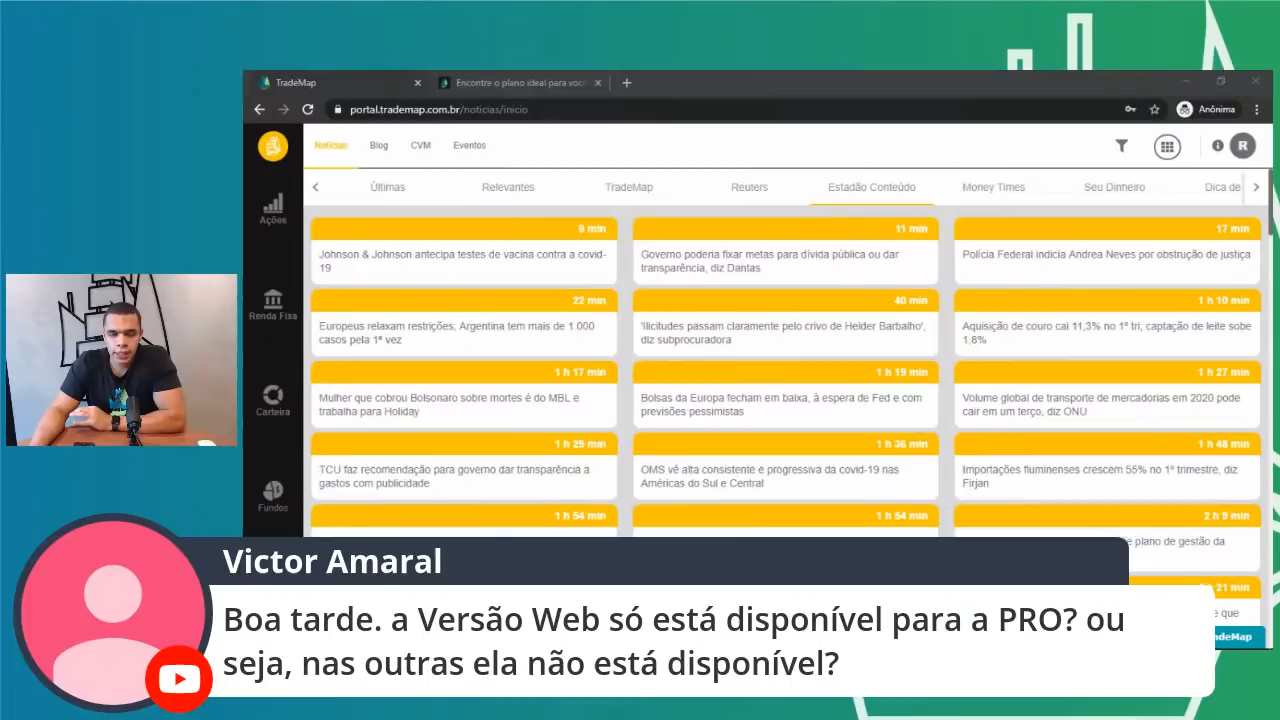 TradeMap
Encontre o plano ideal para voc
portal.trademap.com.br/noticias/inicio
Anônima
Notícias
Blog
CVM
Eventos
R
Últimas
Relevantes
TradeMap
Reuters
Estadão Conteúdo
Money Times
Seu Dinheiro
Dica de
Ações
Renda Fixa
Carteira
Fundos
8 min
Johnson & Johnson antecipa testes de vacina contra a covid-
19
11 min
Governo poderia fixar metas para dívida pública ou dar
transparência, diz Dantas
17 min
Polícia Federal indicia Andrea Neves por obstrução de justiça
22 min
Europeus relaxam restrições; Argentina tem mais de 1.000
casos pela 1ª vez
40 min
'Ilicitudes passam claramente pelo crivo de Helder Barbalho',
diz subprocuradora
1 h 10 min
Aquisição de couro cai 11,3% no 1º tri; captação de leite sobe
1,8%
1 h 17 min
Mulher que cobrou Bolsonaro sobre mortes é do MBL e
trabalha para Holiday
1 h 19 min
Bolsas da Europa fecham em baixa, à espera de Fed e com
previsões pessimistas
1 h 27 min
Volume global de transporte de mercadorias em 2020 pode
cair em um terço, diz ONU
1 h 29 min
TCU faz recomendação para governo dar transparência a
gastos com publicidade
1 h 36 min
OMS vê alta consistente e progressiva da covid-19 nas
Américas do Sul e Central
1 h 48 min
Importações fluminenses crescem 55% no 1º trimestre, diz
Firjan
1 h 54 min
1 h 54 min
2 h 9 min
e plano de gestão da
21 min
e que
deMap
Victor Amaral
Boa tarde. a Versão Web só está disponível para a PRO? ou
seja, nas outras ela não está disponível?